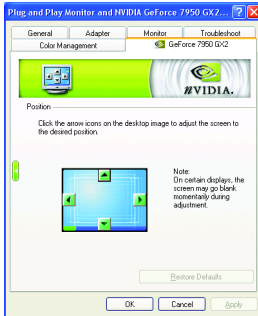 Plug and Play Monitor and NVIDIA GeForce 7950 GX2...
General Adapter Monitor Troubleshoot
Color Management GeForce 7950 GX2
NVIDIA.
Position
Click the arrow icons on the desktop image to adjust the screen to
the desired position.
Note:
On certain displays, the
screen may go blank
momentarily during
adjustment.
Restore Defaults
OK Cancel Apply